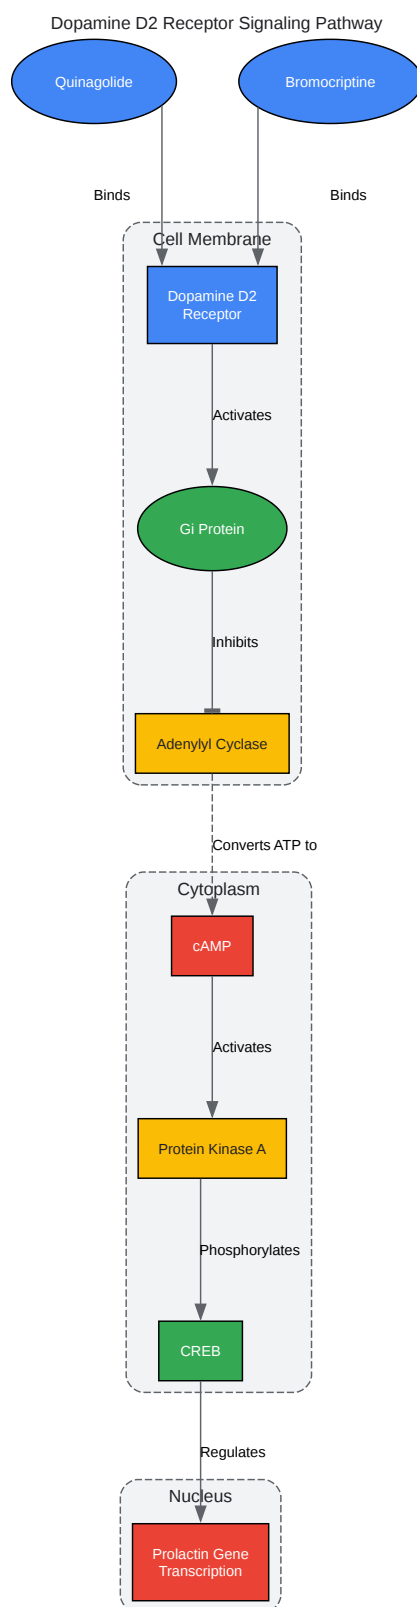 Dopamine D2 Receptor Signaling Pathway
Quinagolide
Bromocriptine
Binds
Binds
Cell Membrane
Dopamine D2
Receptor
Activates
Gi Protein
Inhibits
Adenylyl Cyclase
Converts ATP to
Cytoplasm
cAMP
Activates
Protein Kinase A
Phosphorylates
CREB
Regulates
Nucleus
Prolactin Gene
Transcription